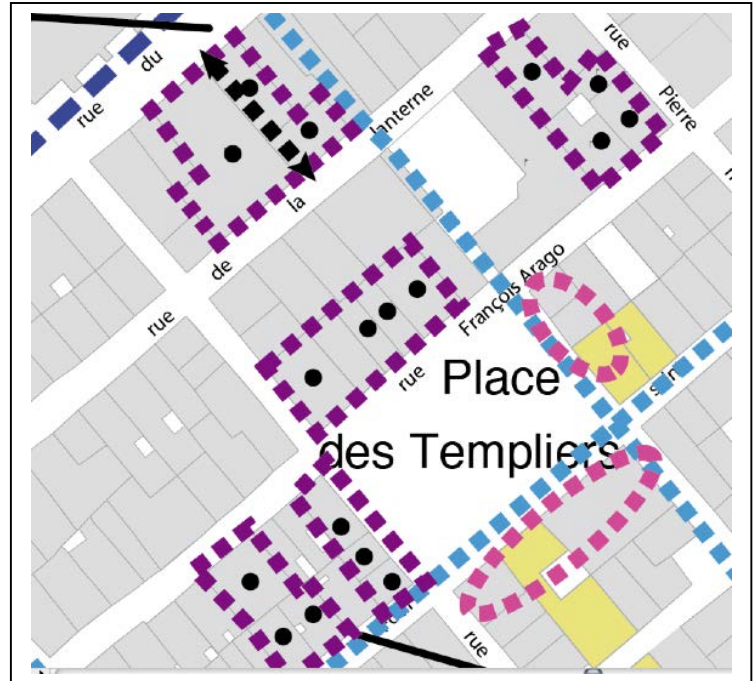 rue
du
rue
lanterne
Pierre
la
de
rue
François Arago
rue
Place
des Templiers
rue